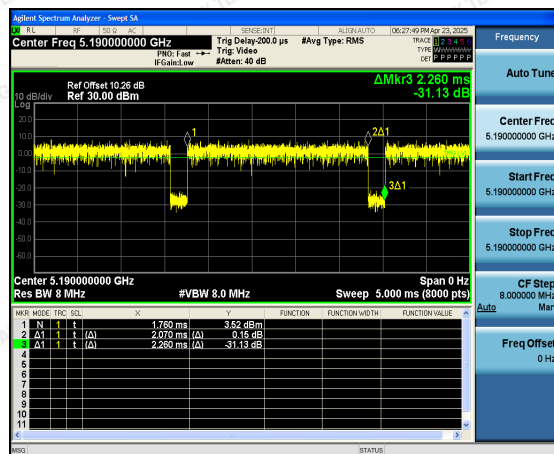 Agilent Spectrum Analyzer - Swept SA
RL RF 50 Ω AC SENSE:INT ALIGNAUTO 06:27:49 PM Apr 23, 2025
Center Freq 5.190000000 GHz
PNO: Fast
IFGain:Low
Trig Delay-200.0 µs
Trig: Video
#Atten: 40 dB
#Avg Type: RMS
TRACE 1 2 3 4 5 6
TYPE
DET P P P P P P
Ref Offset 10.26 dB
10 dB/div Ref 30.00 dBm
Log
ΔMkr3 2.260 ms
-31.13 dB
20.0
10.0
0.00
-10.0
-20.0
-30.0
-40.0
-50.0
-60.0
1
2Δ1
3Δ1
Center 5.190000000 GHz Span 0 Hz
Res BW 8 MHz #VBW 8.0 MHz Sweep 5.000 ms (8000 pts)
MKR MODE TRC SCL X Y FUNCTION FUNCTION WIDTH FUNCTION VALUE
1 N 1 t 1.760 ms 3.52 dBm
2 Δ1 1 t (Δ) 2.070 ms (Δ) 0.15 dB
3 Δ1 1 t (Δ) 2.260 ms (Δ) -31.13 dB
4
5
6
7
8
9
10
11
MSG STATUS
Frequency
Auto Tune
Center Freq
5.190000000 GHz
Start Freq
5.190000000 GHz
Stop Freq
5.190000000 GHz
CF Step
8.000000 MHz
Auto Man
Freq Offset
0 Hz